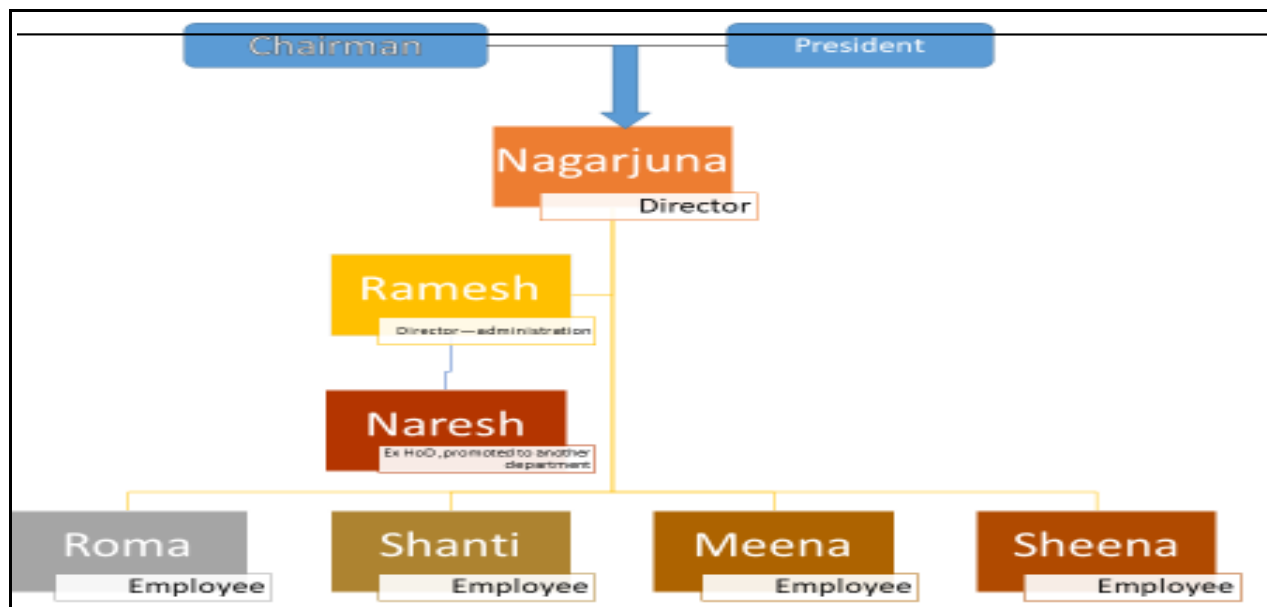 Chairman
President
Nagarjuna
Director
Ramesh
Director—administration
Naresh
Ex HoD, promoted to another
department
Roma
Employee
Shanti
Employee
Meena
Employee
Sheena
Employee